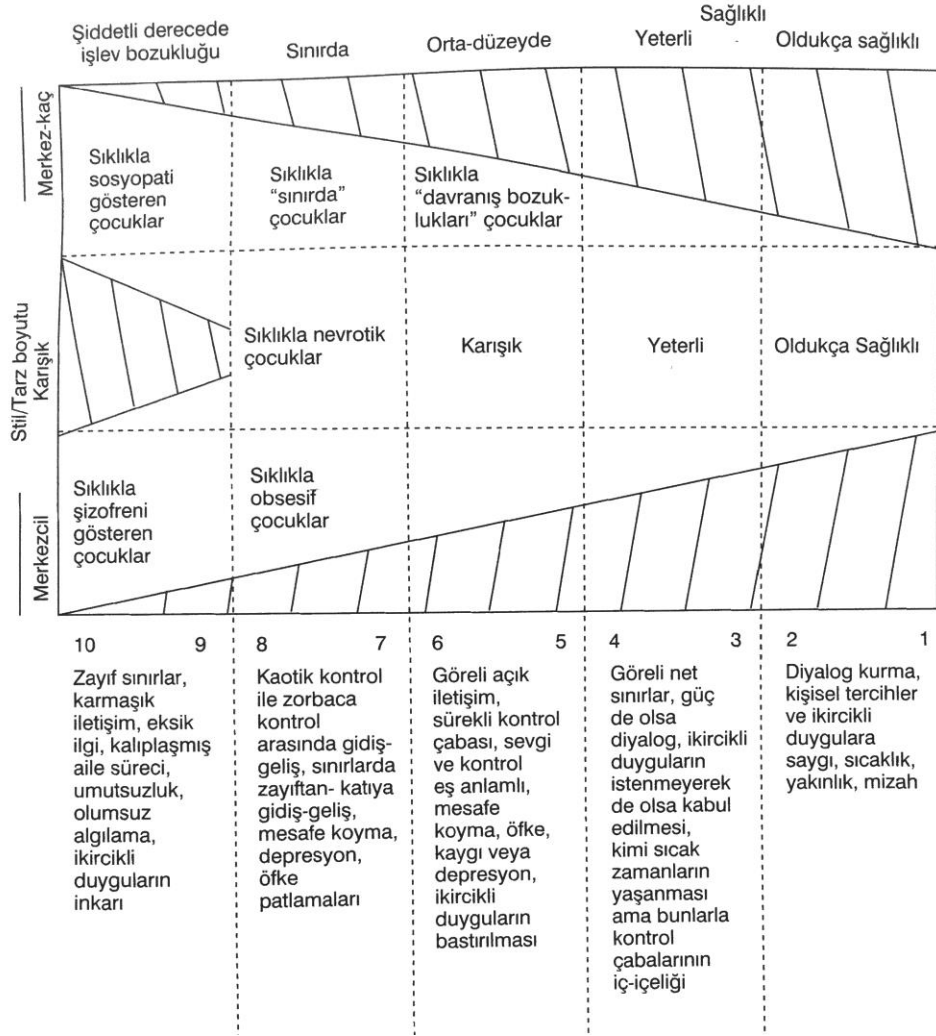 Sağlıklı
Şiddetli derecede
işlev bozukluğu
Sınırda
Orta-düzeyde
Yeterli
Oldukça sağlıklı
Stil/Tarz boyutu
Merkez-kaç
Sıklıkla
sosyopati
gösteren
çocuklar
Sıklıkla
“sınırda”
çocuklar
Sıklıkla
“davranış bozuk-
lukları” çocuklar
Karışık
Sıklıkla nevrotik
çocuklar
Karışık
Yeterli
Oldukça Sağlıklı
Merkezcil
Sıklıkla
şizofreni
gösteren
çocuklar
Sıklıkla
obsesif
çocuklar
10 9
Zayıf sınırlar,
karmaşık
iletişim, eksik
ilgi, kalıplaşmış
aile süreci,
umutsuzluk,
olumsuz
algılama,
ikircikli
duyguların
inkarı
8 7
Kaotik kontrol
ile zorbaca
kontrol
arasında gidiş-
geliş, sınırlarda
zayıftan- katıya
gidiş-geliş,
mesafe koyma,
depresyon,
öfke
patlamaları
6 5
Göreli açık
iletişim,
sürekli kontrol
çabası, sevgi
ve kontrol
eş anlamlı,
mesafe
koyma, öfke,
kaygı veya
depresyon,
ikircikli
duyguların
bastırılması
4 3
Göreli net
sınırlar, güç
de olsa
diyalog, ikircikli
duyguların
istenmeyerek
de olsa kabul
edilmesi,
kimi sıcak
zamanların
yaşanması
ama bunlarla
kontrol
çabalarının
iç-içeliği
2 1
Diyalog kurma,
kişisel tercihler
ve ikircikli
duygulara
saygı, sıcaklık,
yakınlık, mizah